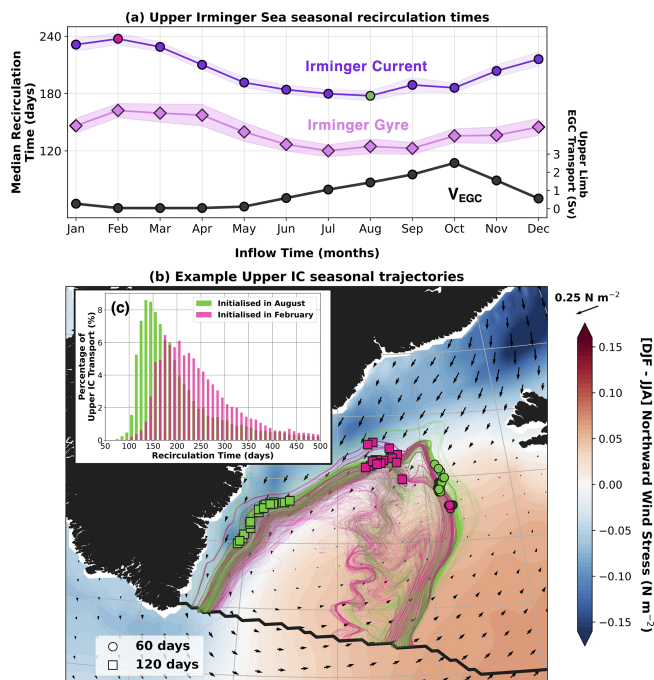 (a) Upper Irminger Sea seasonal recirculation times
Median Recirculation
Time (days)
240
180
120
Irminger Current
Irminger Gyre
V_EGC
Upper Limb
EGC Transport (Sv)
3
2
1
0
Jan Feb Mar Apr May Jun Jul Aug Sep Oct Nov Dec
Inflow Time (months)
(b) Example Upper IC seasonal trajectories
(c)
Initialised in August
Initialised in February
Percentage of
Upper IC Transport (%)
8
6
4
2
0
50 100 150 200 250 300 350 400 450 500
Recirculation Time (days)
60 days
120 days
0.25 N m⁻²
0.15
0.10
0.05
0.00
−0.05
−0.10
−0.15
[DJF - JJA] Northward Wind Stress (N m⁻²)